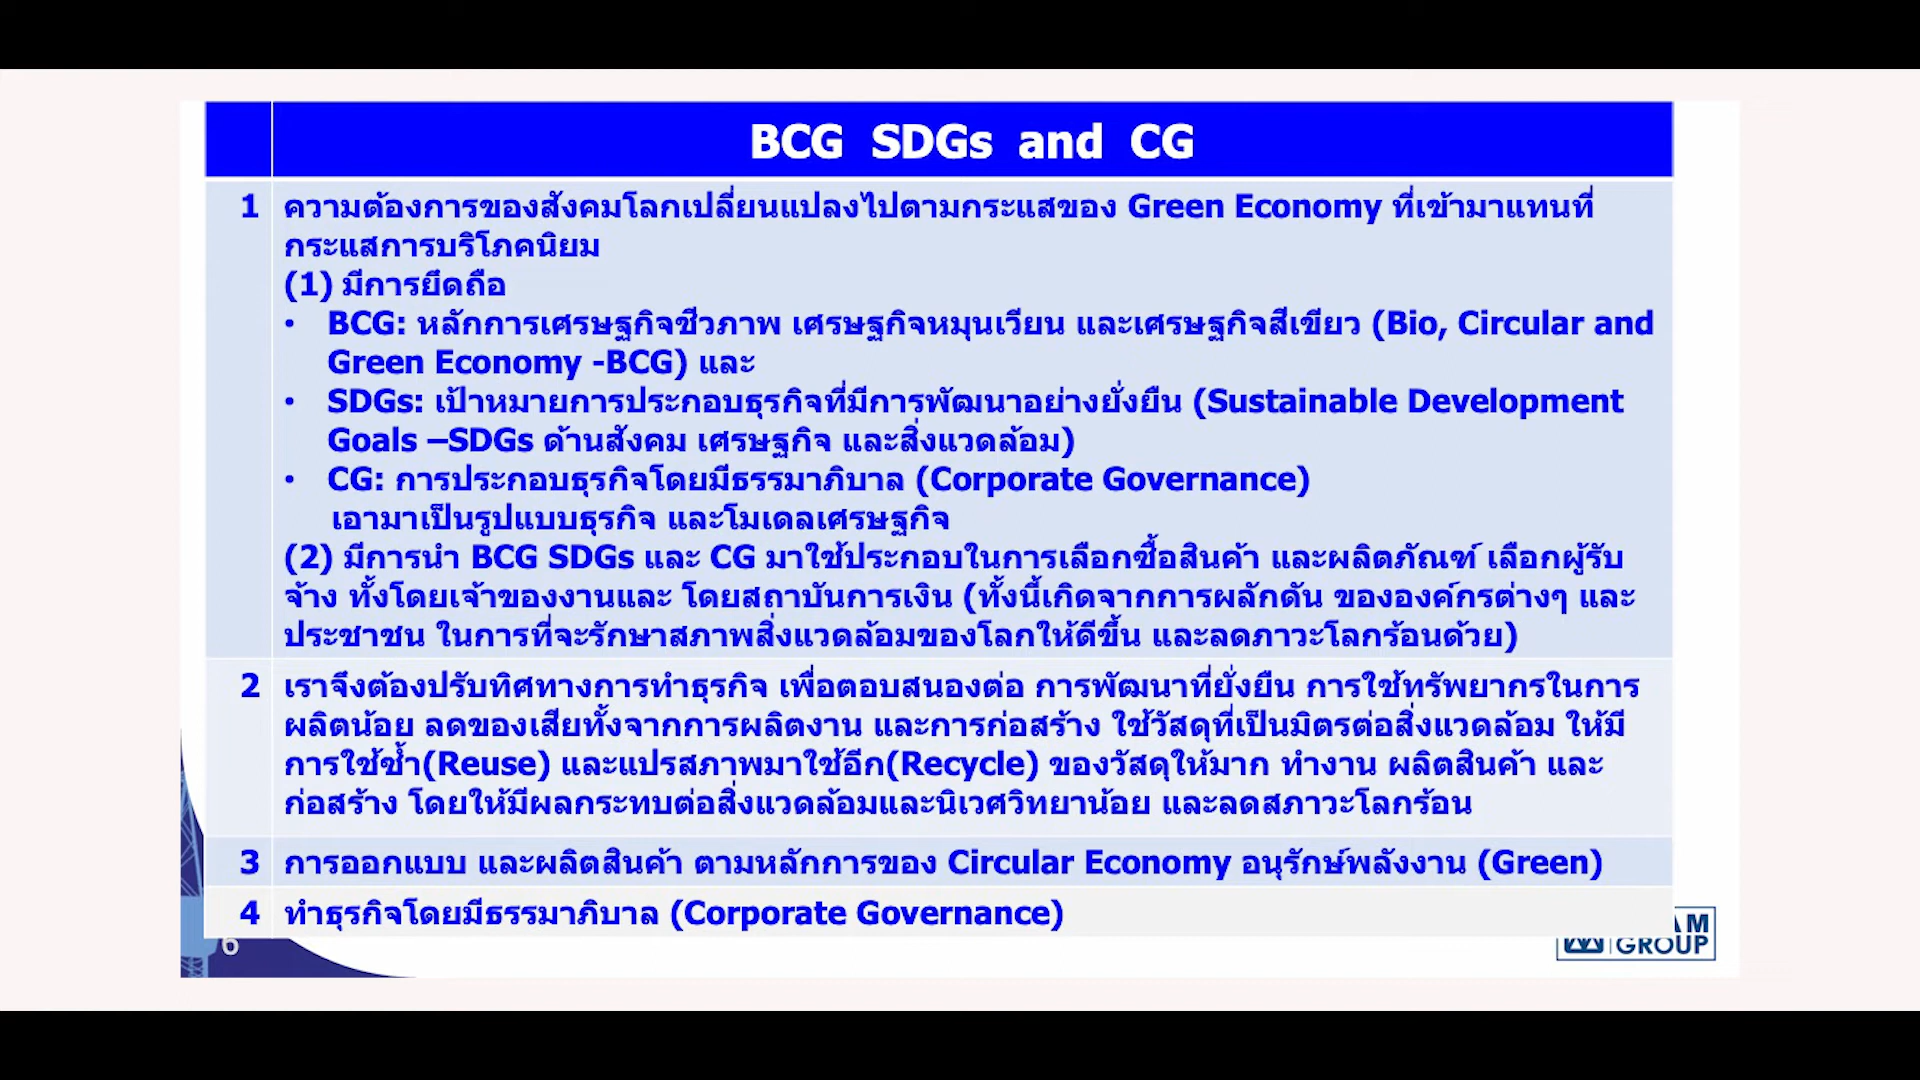 BCG SDGs and CG
1 ความต้องการของสังคมโลกเปลี่ยนแปลงไปตามกระแสของ Green Economy ที่เข้ามาแทนที่
กระแสการบริโภคนิยม
(1) มีการยึดถือ
• BCG: หลักการเศรษฐกิจชีวภาพ เศรษฐกิจหมุนเวียน และเศรษฐกิจสีเขียว (Bio, Circular and
Green Economy -BCG) และ
• SDGs: เป้าหมายการประกอบธุรกิจที่มีการพัฒนาอย่างยั่งยืน (Sustainable Development
Goals –SDGs ด้านสังคม เศรษฐกิจ และสิ่งแวดล้อม)
• CG: การประกอบธุรกิจโดยมีธรรมาภิบาล (Corporate Governance)
เอามาเป็นรูปแบบธุรกิจ และโมเดลเศรษฐกิจ
(2) มีการนำ BCG SDGs และ CG มาใช้ประกอบในการเลือกซื้อสินค้า และผลิตภัณฑ์ เลือกผู้รับ
จ้าง ทั้งโดยเจ้าของงานและ โดยสถาบันการเงิน (ทั้งนี้เกิดจากการผลักดัน ขององค์กรต่างๆ และ
ประชาชน ในการที่จะรักษาสภาพสิ่งแวดล้อมของโลกให้ดีขึ้น และลดภาวะโลกร้อนด้วย)
2 เราจึงต้องปรับทิศทางการทำธุรกิจ เพื่อตอบสนองต่อ การพัฒนาที่ยั่งยืน การใช้ทรัพยากรในการ
ผลิตน้อย ลดของเสียทั้งจากการผลิตงาน และการก่อสร้าง ใช้วัสดุที่เป็นมิตรต่อสิ่งแวดล้อม ให้มี
การใช้ซ้ำ(Reuse) และแปรสภาพมาใช้อีก(Recycle) ของวัสดุให้มาก ทำงาน ผลิตสินค้า และ
ก่อสร้าง โดยให้มีผลกระทบต่อสิ่งแวดล้อมและนิเวศวิทยาน้อย และลดสภาวะโลกร้อน
3 การออกแบบ และผลิตสินค้า ตามหลักการของ Circular Economy อนุรักษ์พลังงาน (Green)
4 ทำธุรกิจโดยมีธรรมาภิบาล (Corporate Governance)
6
GROUP